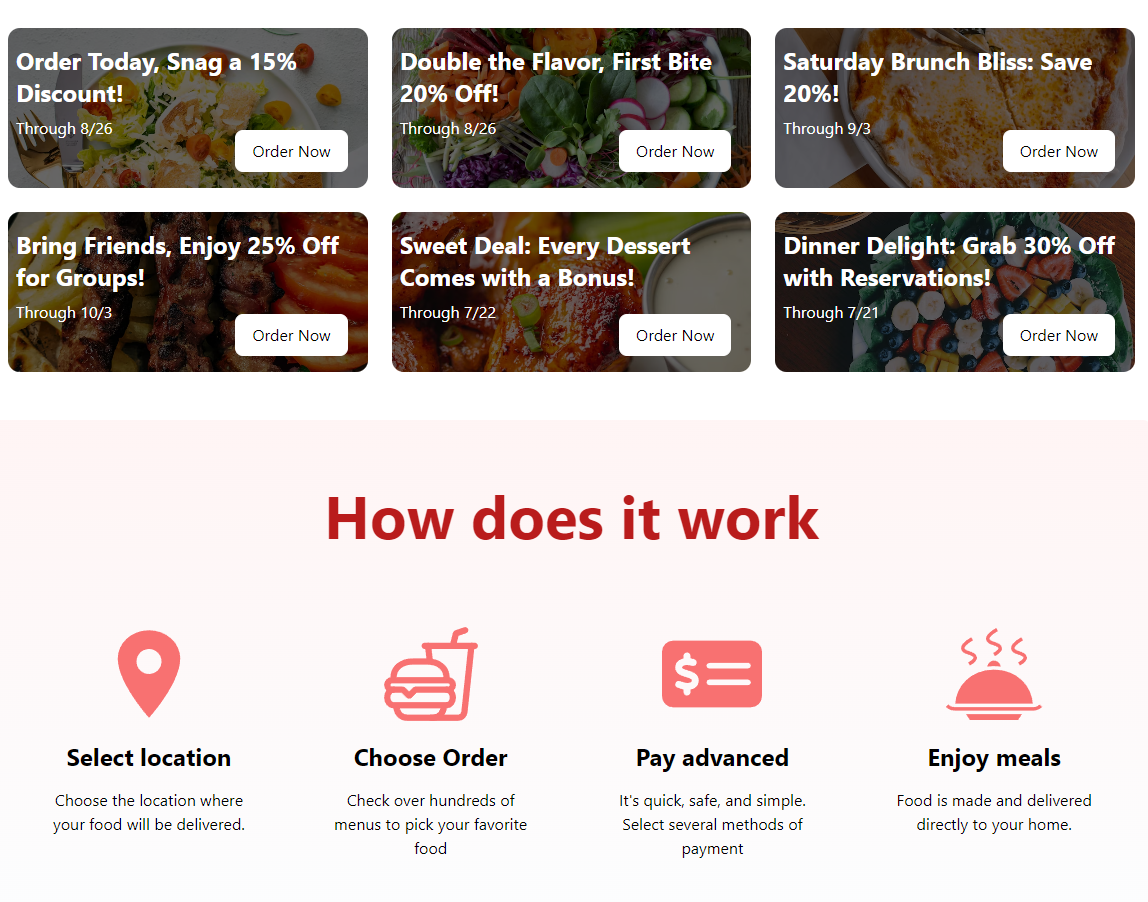 Order Today, Snag a 15%
Discount!
Through 8/26
Order Now
Double the Flavor, First Bite
20% Off!
Through 8/26
Order Now
Saturday Brunch Bliss: Save
20%!
Through 9/3
Order Now
Bring Friends, Enjoy 25% Off
for Groups!
Through 10/3
Order Now
Sweet Deal: Every Dessert
Comes with a Bonus!
Through 7/22
Order Now
Dinner Delight: Grab 30% Off
with Reservations!
Through 7/21
Order Now
How does it work
$
Select location
Choose the location where
your food will be delivered.
Choose Order
Check over hundreds of
menus to pick your favorite
food
Pay advanced
It's quick, safe, and simple.
Select several methods of
payment
Enjoy meals
Food is made and delivered
directly to your home.